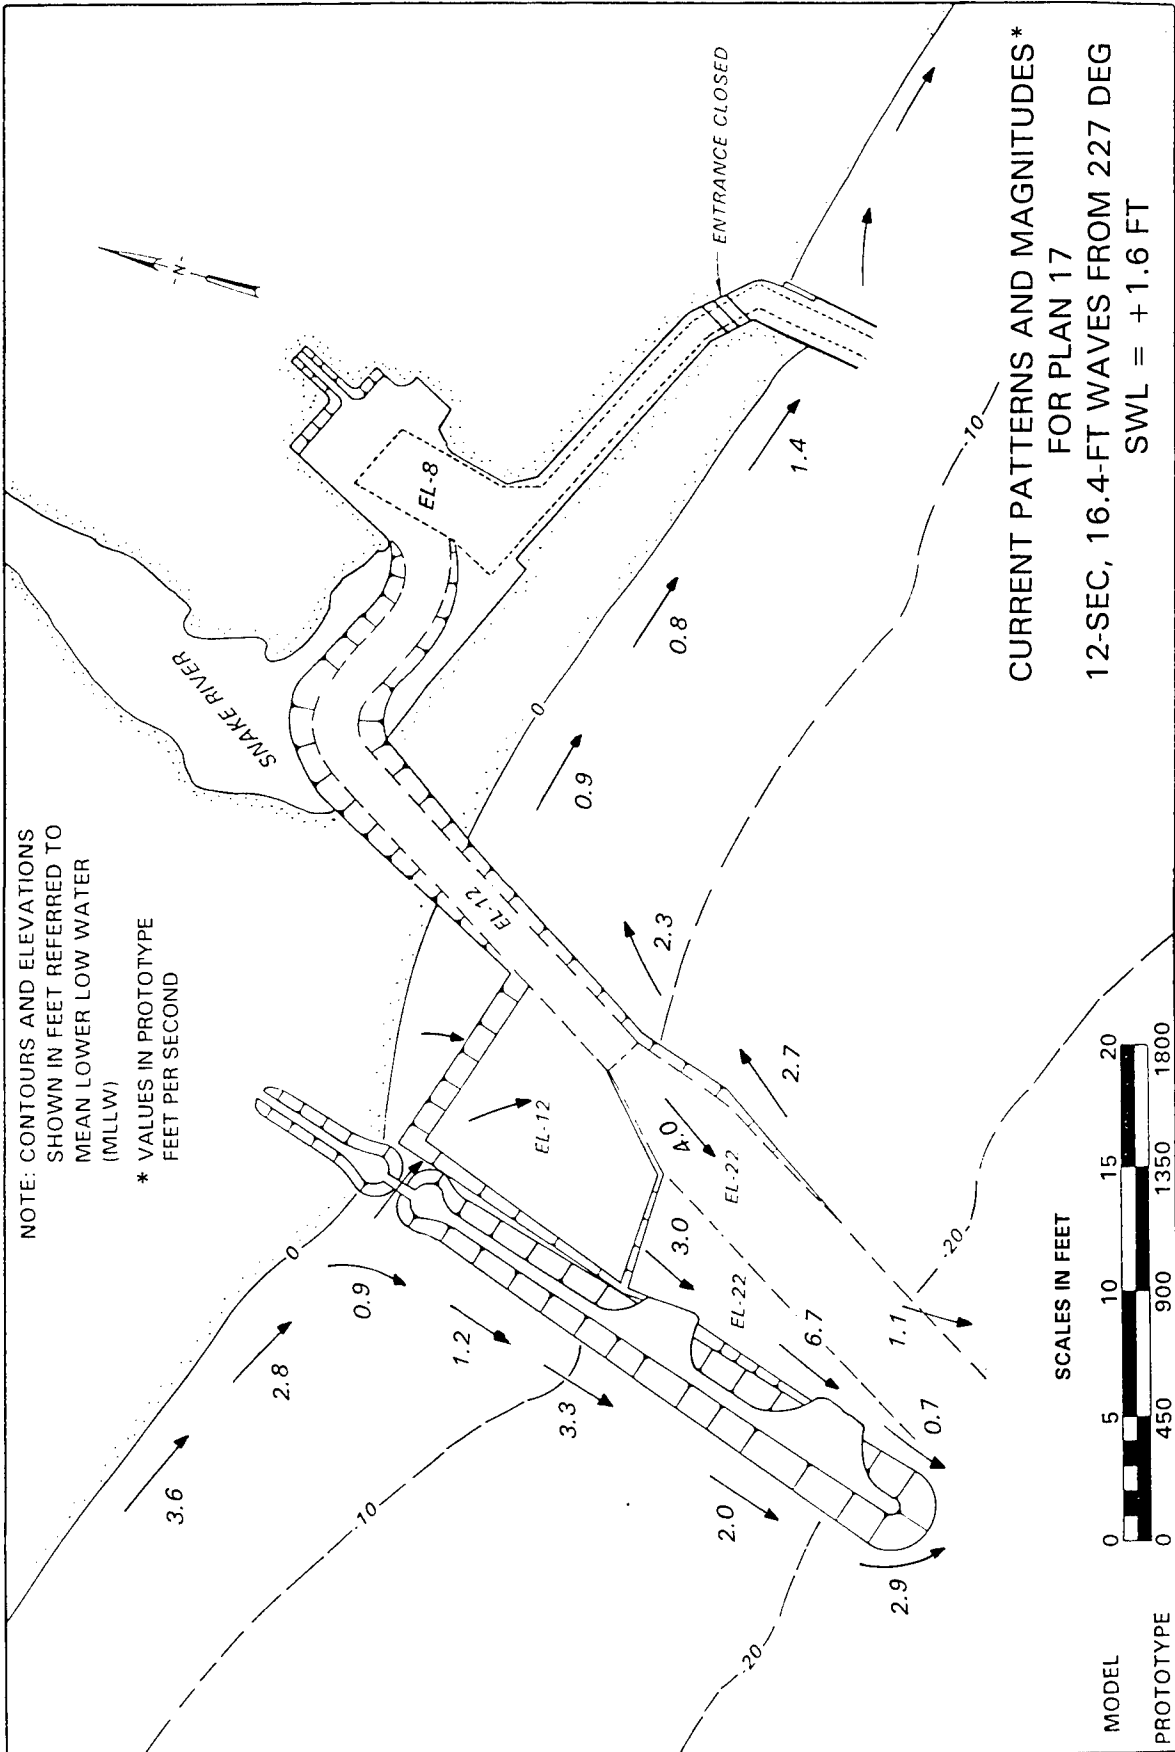 NOTE: CONTOURS AND ELEVATIONS
SHOWN IN FEET REFERRED TO
MEAN LOWER LOW WATER
(MLLW)
* VALUES IN PROTOTYPE
FEET PER SECOND
SNAKE RIVER
-N-
ENTRANCE CLOSED
EL-8
EL-12
EL-12
EL-22
EL-22
0
0
-10
-10
-20
-20
3.6
2.8
0.9
1.2
3.3
2.0
2.9
0.7
6.7
1.1
3.0
4.0
2.7
2.3
0.9
0.8
1.4
SCALES IN FEET
MODEL 0 5 10 15 20
PROTOTYPE 0 450 900 1350 1800
CURRENT PATTERNS AND MAGNITUDES*
FOR PLAN 17
12-SEC, 16.4-FT WAVES FROM 227 DEG
SWL = +1.6 FT